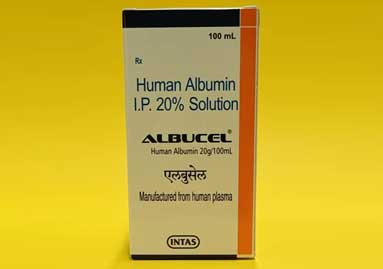 100 mL
Rx
Human Albumin
I.P. 20% Solution
ALBUCEL®
Human Albumin 20g/100mL
एलबुसेल
Manufactured from human plasma
INTAS